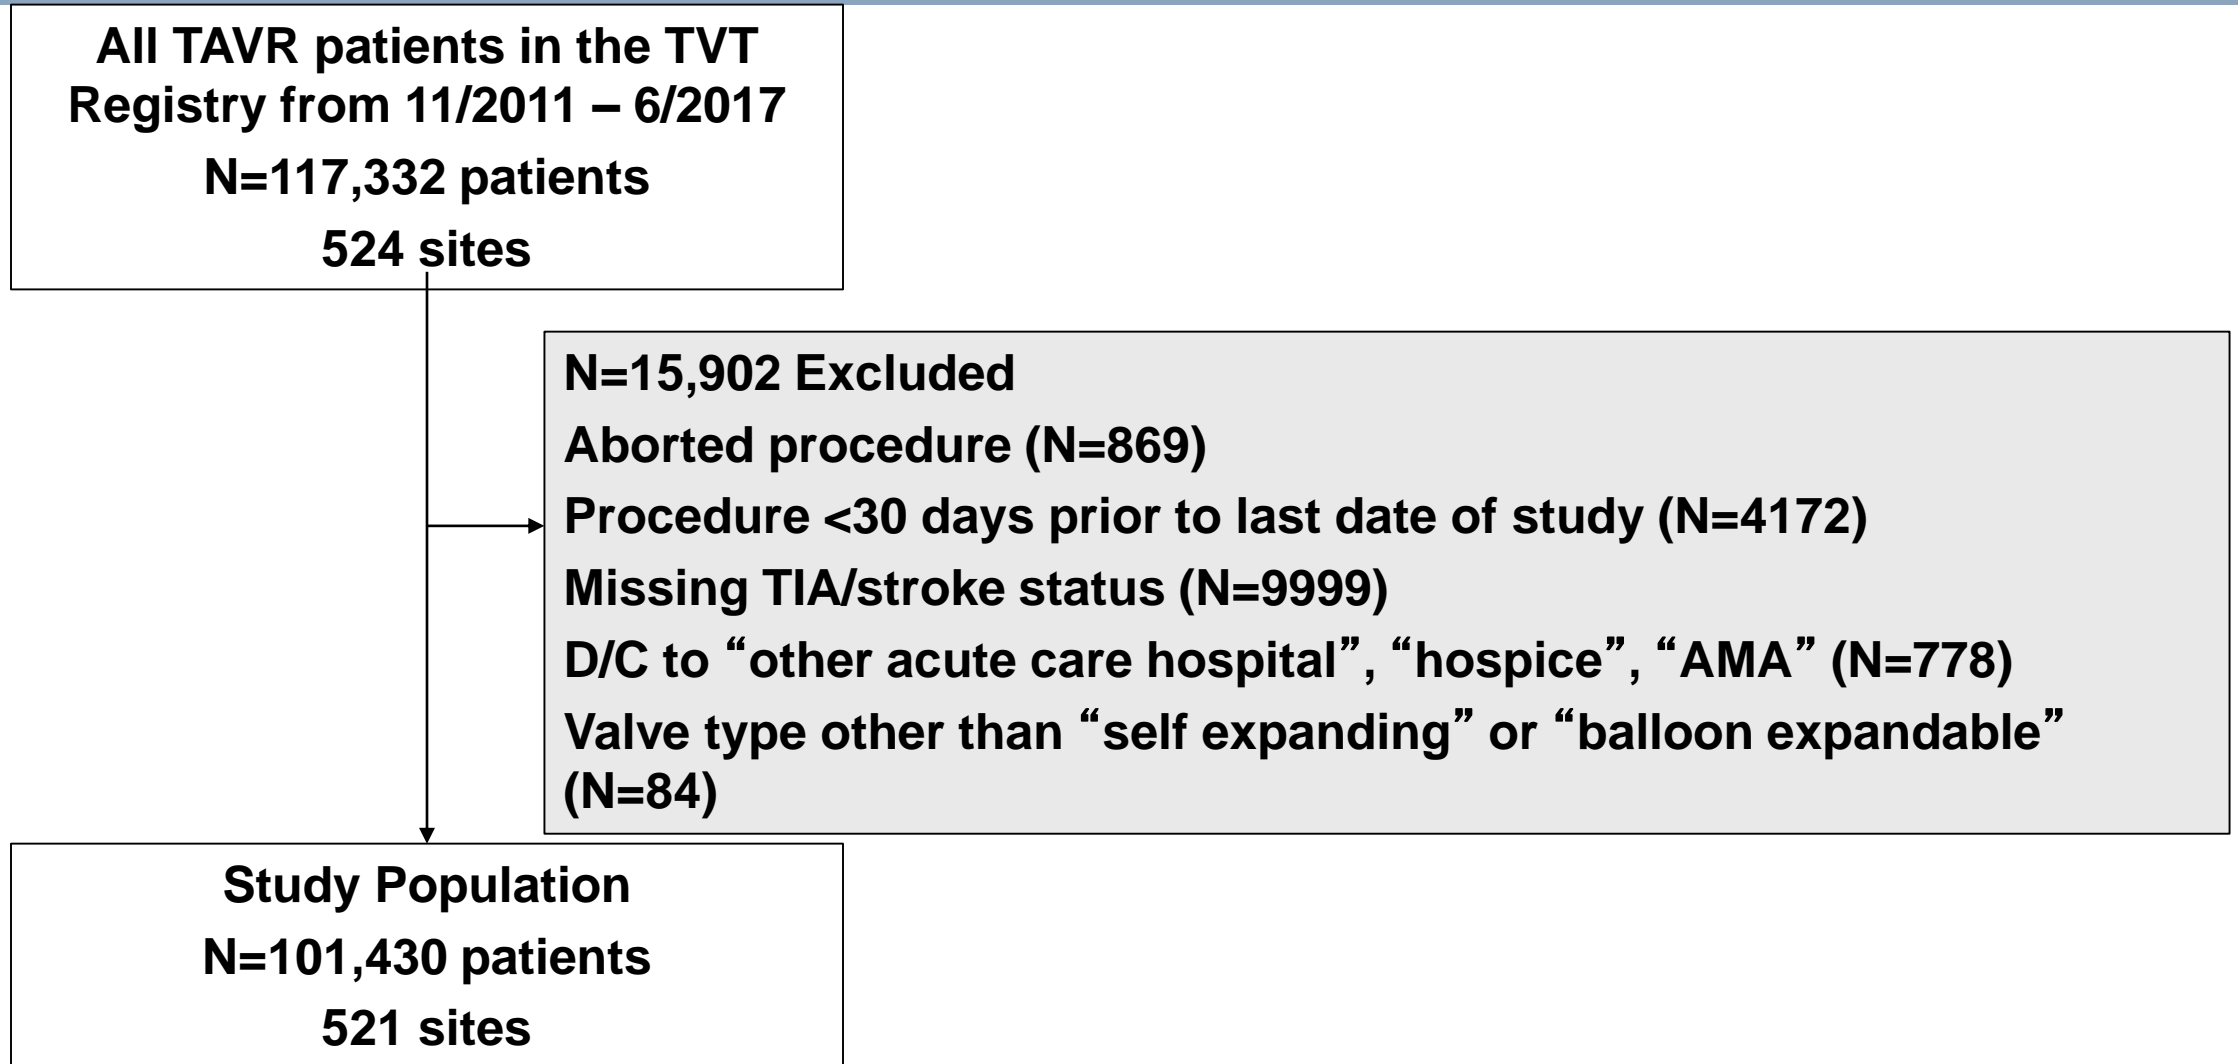 All TAVR patients in the TVT
Registry from 11/2011 – 6/2017
N=117,332 patients
524 sites
N=15,902 Excluded
Aborted procedure (N=869)
Procedure <30 days prior to last date of study (N=4172)
Missing TIA/stroke status (N=9999)
D/C to “other acute care hospital”, “hospice”, “AMA” (N=778)
Valve type other than “self expanding” or “balloon expandable”
(N=84)
Study Population
N=101,430 patients
521 sites